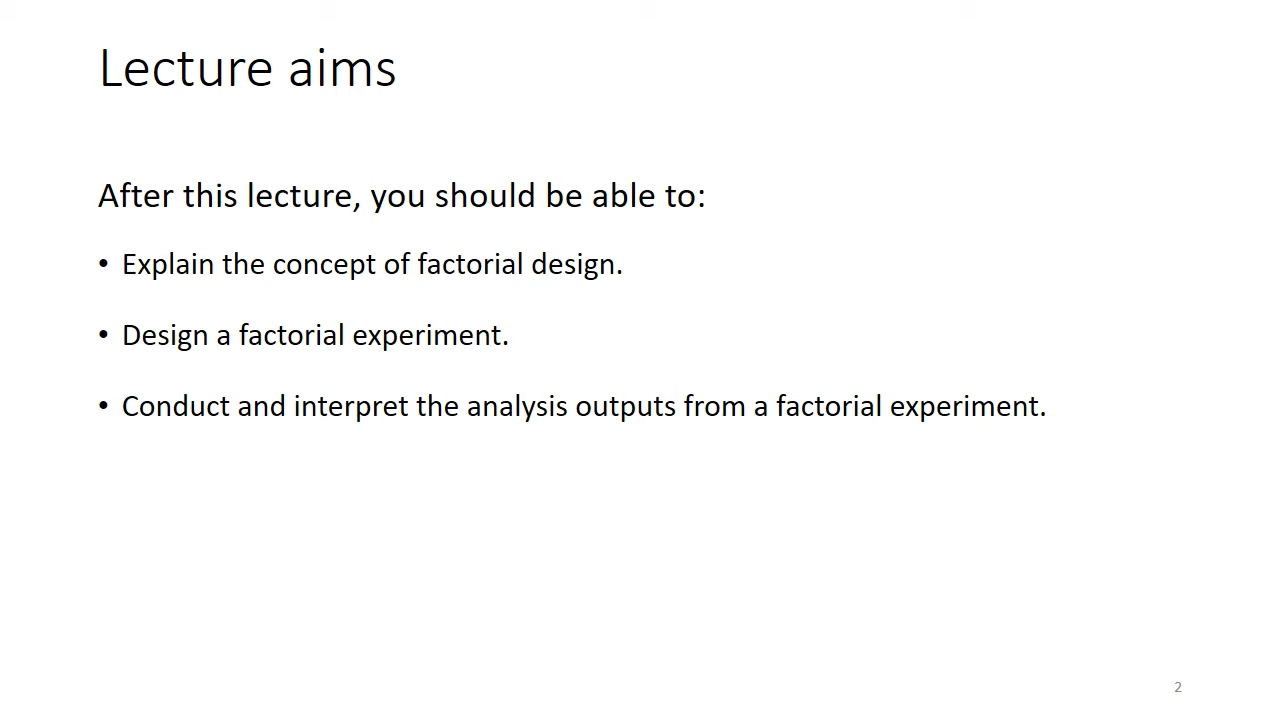 Lecture aims
After this lecture, you should be able to:
• Explain the concept of factorial design.
• Design a factorial experiment.
• Conduct and interpret the analysis outputs from a factorial experiment.
2